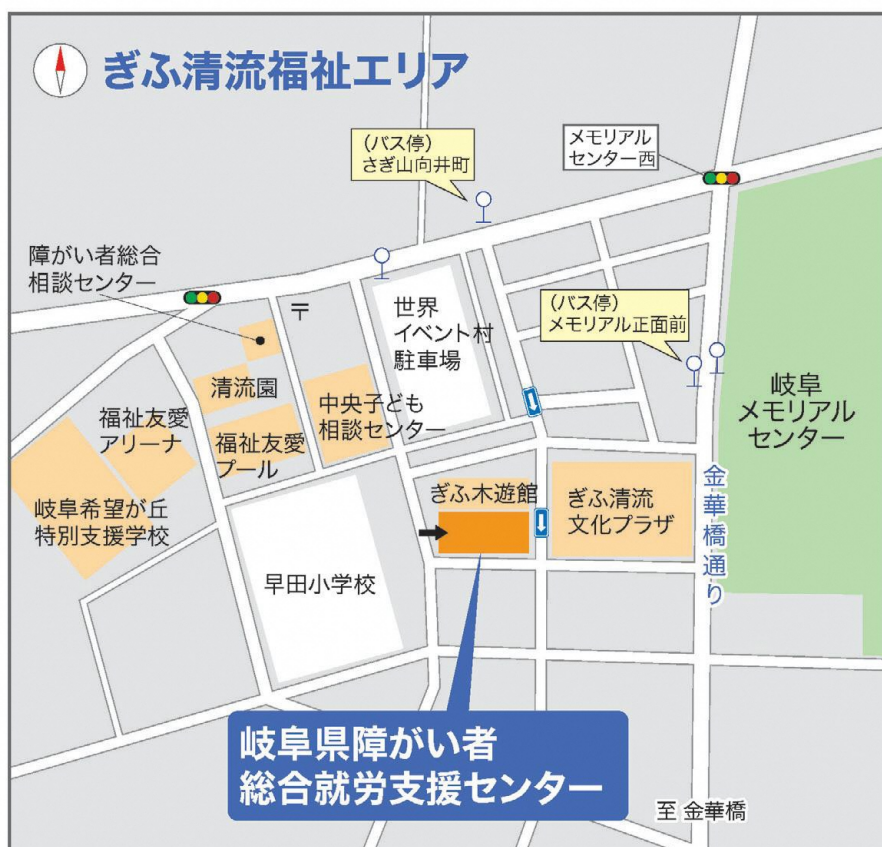 ぎふ清流福祉エリア
(バス停)
さぎ山向井町
メモリアル
センター西
障がい者総合
相談センター
〒
世界
イベント村
駐車場
(バス停)
メモリアル正面前
清流園
中央子ども
相談センター
福祉友愛
アリーナ
福祉友愛
プール
岐阜
メモリアル
センター
岐阜希望が丘
特別支援学校
ぎふ木遊館
ぎふ清流
文化プラザ
金華橋通り
早田小学校
岐阜県障がい者
総合就労支援センター
至 金華橋